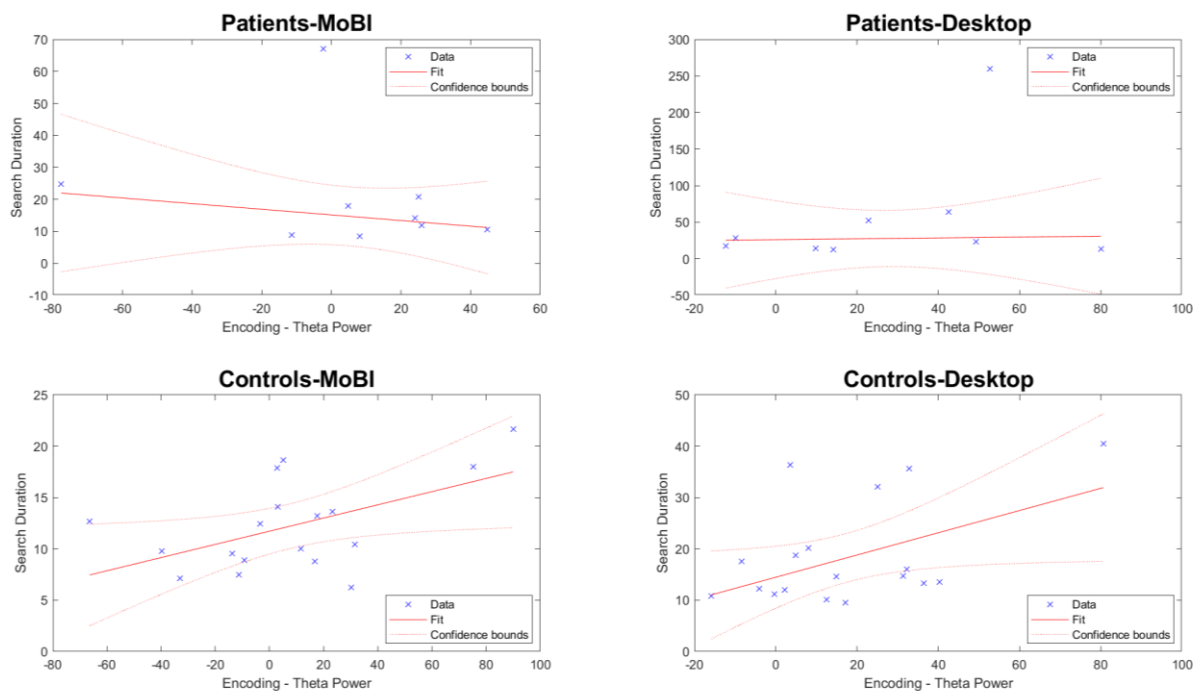 Patients-MoBI
70
60
50
40
30
20
10
0
-10
Search Duration
-80
-60
-40
-20
0
20
40
60
Encoding - Theta Power
Data
Fit
Confidence bounds
Patients-Desktop
300
250
200
150
100
50
0
-50
Search Duration
-20
0
20
40
60
80
100
Encoding - Theta Power
Data
Fit
Confidence bounds
Controls-MoBI
25
20
15
10
5
0
Search Duration
-80
-60
-40
-20
0
20
40
60
80
100
Encoding - Theta Power
Data
Fit
Confidence bounds
Controls-Desktop
50
40
30
20
10
0
Search Duration
-20
0
20
40
60
80
100
Encoding - Theta Power
Data
Fit
Confidence bounds